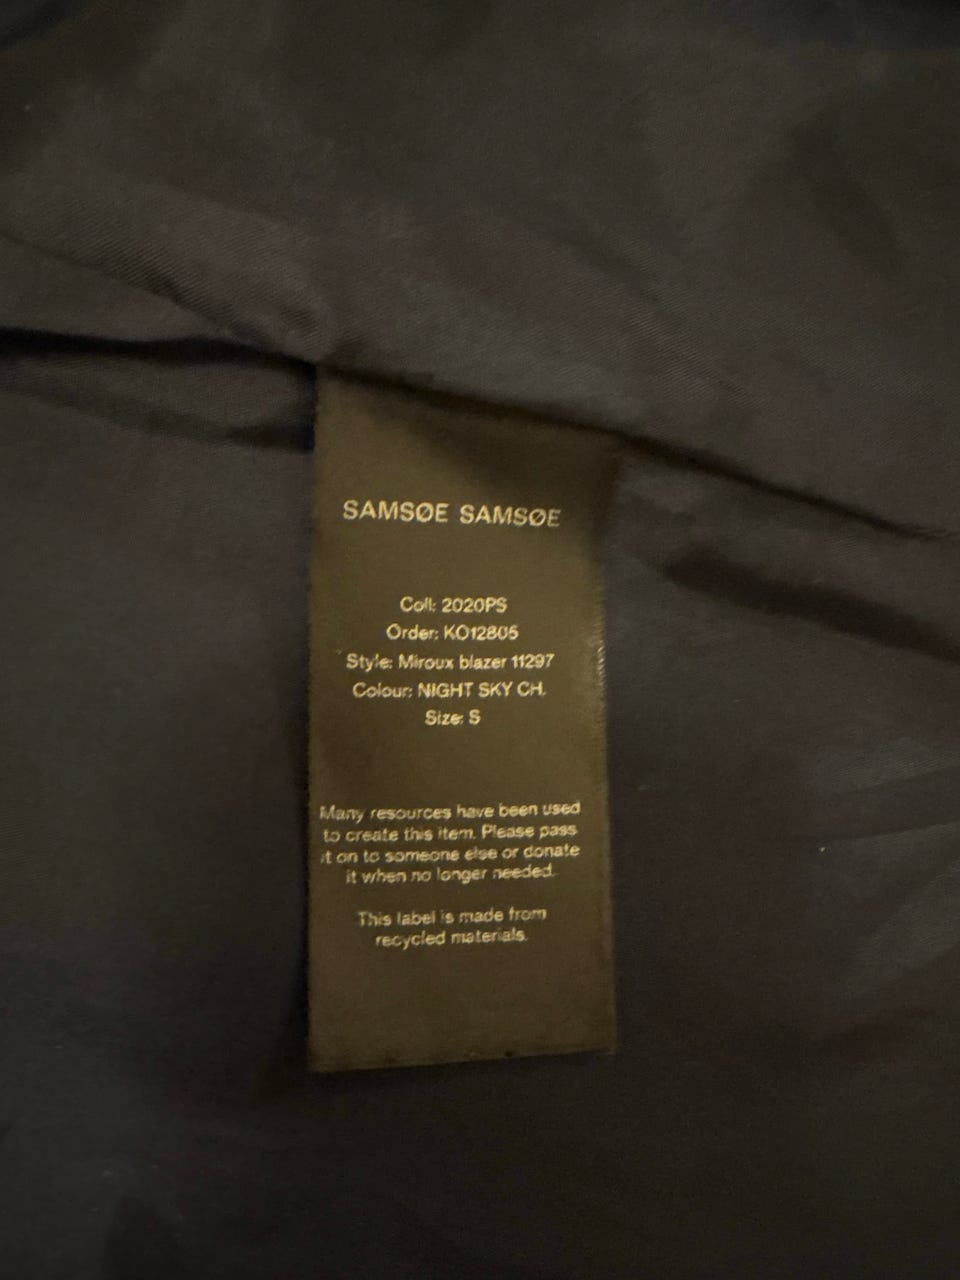 SAMSØE SAMSØE
Coll: 2020PS
Order: KO12805
Style: Miroux blazer 11297
Colour: NIGHT SKY CH.
Size: S
Many resources have been used
to create this item. Please pass
it on to someone else or donate
it when no longer needed.
This label is made from
recycled materials.